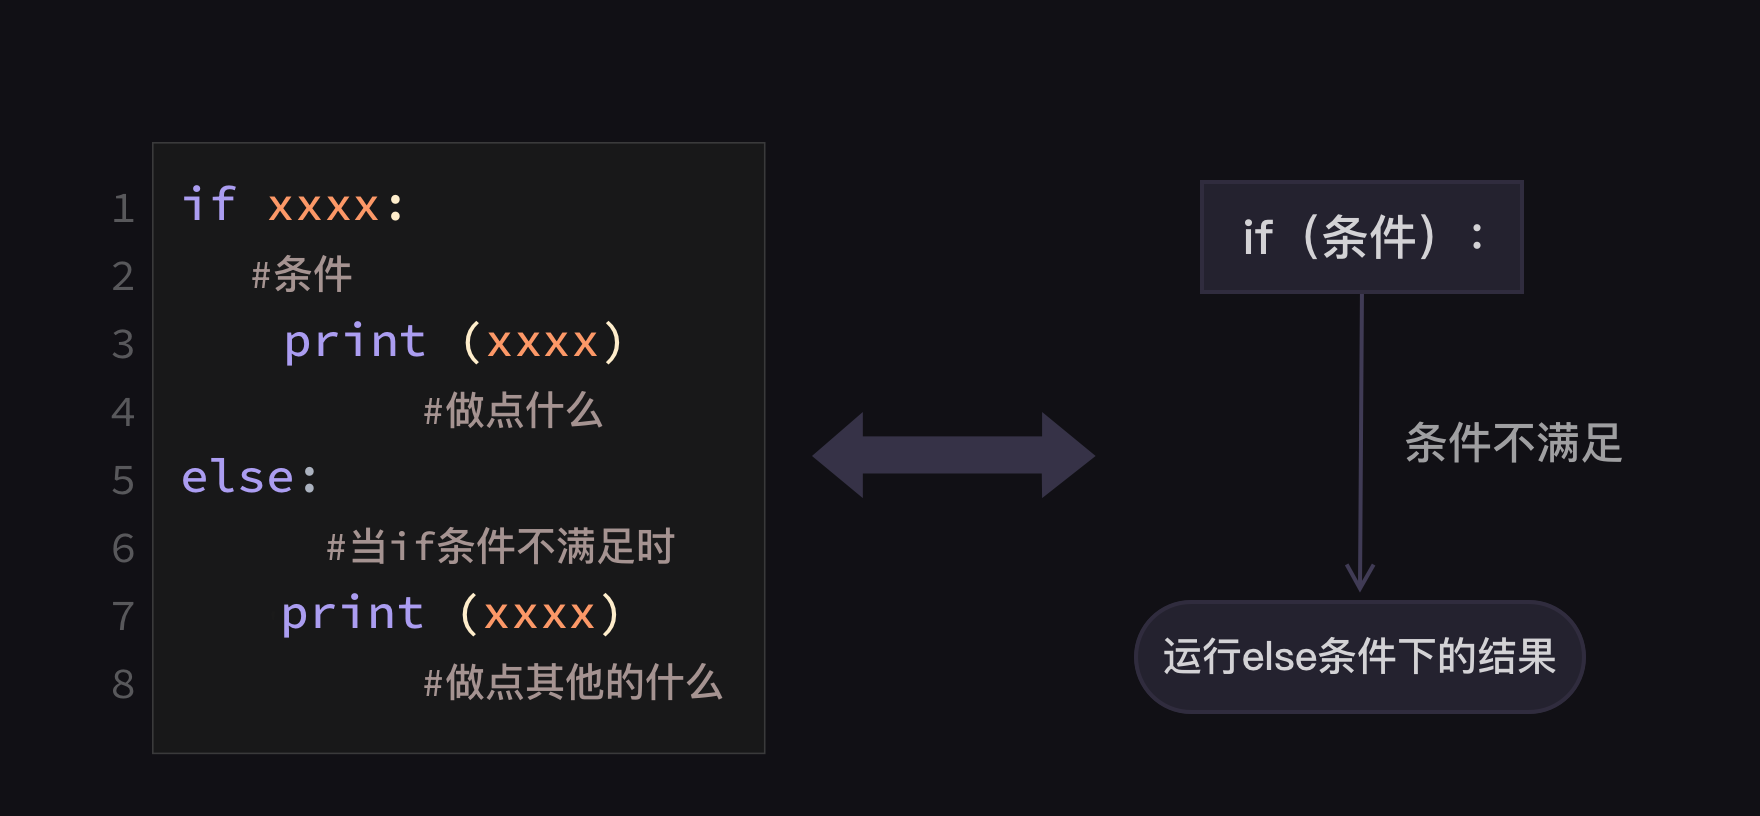 1 if xxxx:
2 #条件
3 print（xxxx）
4 #做点什么
5 else:
6 #当if条件不满足时
7 print（xxxx）
8 #做点其他的什么
if（条件）：
条件不满足
运行else条件下的结果